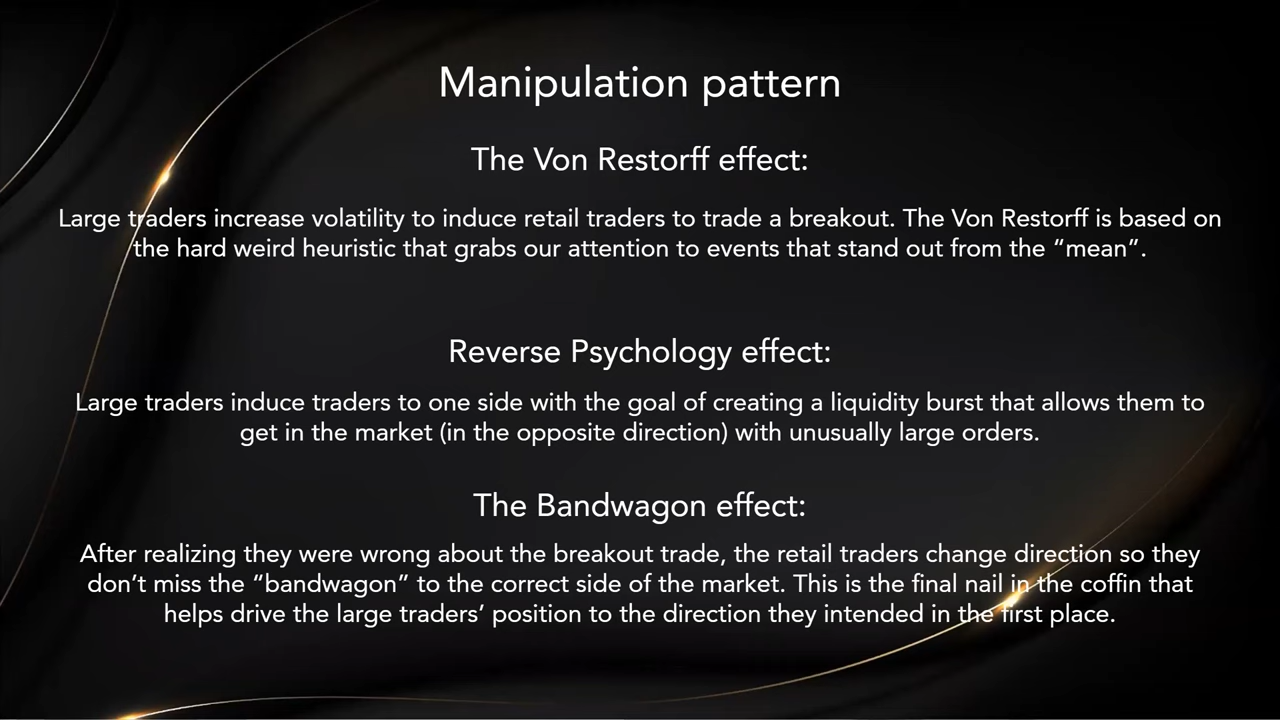 Manipulation pattern
The Von Restorff effect:
Large traders increase volatility to induce retail traders to trade a breakout. The Von Restorff is based on
the hard weird heuristic that grabs our attention to events that stand out from the “mean”.
Reverse Psychology effect:
Large traders induce traders to one side with the goal of creating a liquidity burst that allows them to
get in the market (in the opposite direction) with unusually large orders.
The Bandwagon effect:
After realizing they were wrong about the breakout trade, the retail traders change direction so they
don’t miss the “bandwagon” to the correct side of the market. This is the final nail in the coffin that
helps drive the large traders’ position to the direction they intended in the first place.